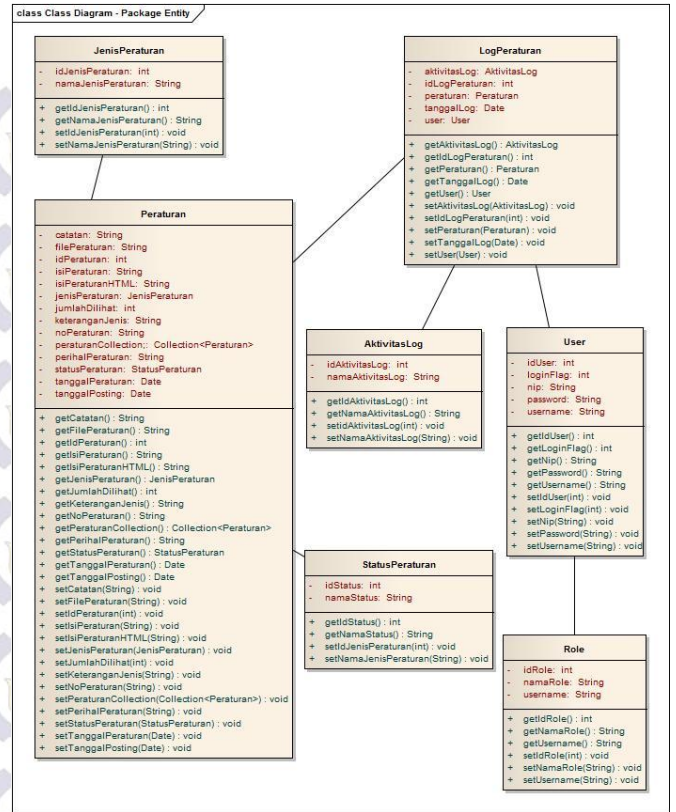 class Class Diagram - Package Entity
JenisPeraturan
- idJenisPeraturan: int
- namaJenisPeraturan: String
+ getIdJenisPeraturan() : int
+ getNamaJenisPeraturan() : String
+ setIdJenisPeraturan(int) : void
+ setNamaJenisPeraturan(String) : void
LogPeraturan
- aktivitasLog: AktivitasLog
- idLogPeraturan: int
- peraturan: Peraturan
- tanggalLog: Date
- user: User
+ getAktivitasLog() : AktivitasLog
+ getIdLogPeraturan() : int
+ getPeraturan() : Peraturan
+ getTanggalLog() : Date
+ getUser() : User
+ setAktivitasLog(AktivitasLog) : void
+ setIdLogPeraturan(int) : void
+ setPeraturan(Peraturan) : void
+ setTanggalLog(Date) : void
+ setUser(User) : void
Peraturan
- catatan: String
- filePeraturan: String
- idPeraturan: int
- isiPeraturan: String
- isiPeraturanHTML: String
- jenisPeraturan: JenisPeraturan
- jumlahDilihat: int
- keteranganJenis: String
- noPeraturan: String
- peraturanCollection;: Collection<Peraturan>
- perihalPeraturan: String
- statusPeraturan: StatusPeraturan
- tanggalPeraturan: Date
- tanggalPosting: Date
+ getCatatan() : String
+ getFilePeraturan() : String
+ getIdPeraturan() : int
+ getIsiPeraturan() : String
+ getIsiPeraturanHTML() : String
+ getJenisPeraturan() : JenisPeraturan
+ getJumlahDilihat() : int
+ getKeteranganJenis() : String
+ getNoPeraturan() : String
+ getPeraturanCollection() : Collection<Peraturan>
+ getPerihalPeraturan() : String
+ getStatusPeraturan() : StatusPeraturan
+ getTanggalPeraturan() : Date
+ getTanggalPosting() : Date
+ setCatatan(String) : void
+ setFilePeraturan(String) : void
+ setIdPeraturan(int) : void
+ setIsiPeraturan(String) : void
+ setIsiPeraturanHTML(String) : void
+ setJenisPeraturan(JenisPeraturan) : void
+ setJumlahDilihat(int) : void
+ setKeteranganJenis(String) : void
+ setNoPeraturan(String) : void
+ setPeraturanCollection(Collection<Peraturan>) : void
+ setPerihalPeraturan(String) : void
+ setStatusPeraturan(StatusPeraturan) : void
+ setTanggalPeraturan(Date) : void
+ setTanggalPosting(Date) : void
AktivitasLog
- idAktivitasLog: int
- namaAktivitasLog: String
+ getIdAktivitasLog() : int
+ getNamaAktivitasLog() : String
+ setidAktivitasLog(int) : void
+ setNamaAktivitasLog(String) : void
User
- idUser: int
- loginFlag: int
- nip: String
- password: String
- username: String
+ getIdUser() : int
+ getLoginFlag() : int
+ getNip() : String
+ getPassword() : String
+ getUsername() : String
+ setIdUser(int) : void
+ setLoginFlag(int) : void
+ setNip(String) : void
+ setPassword(String) : void
+ setUsername(String) : void
StatusPeraturan
- idStatus: int
- namaStatus: String
+ getIdStatus() : int
+ getNamaStatus() : String
+ setIdJenisPeraturan(int) : void
+ setNamaJenisPeraturan(String) : void
Role
- idRole: int
- namaRole: String
- username: String
+ getIdRole() : int
+ getNamaRole() : String
+ getUsername() : String
+ setIdRole(int) : void
+ setNamaRole(String) : void
+ setUsername(String) : void